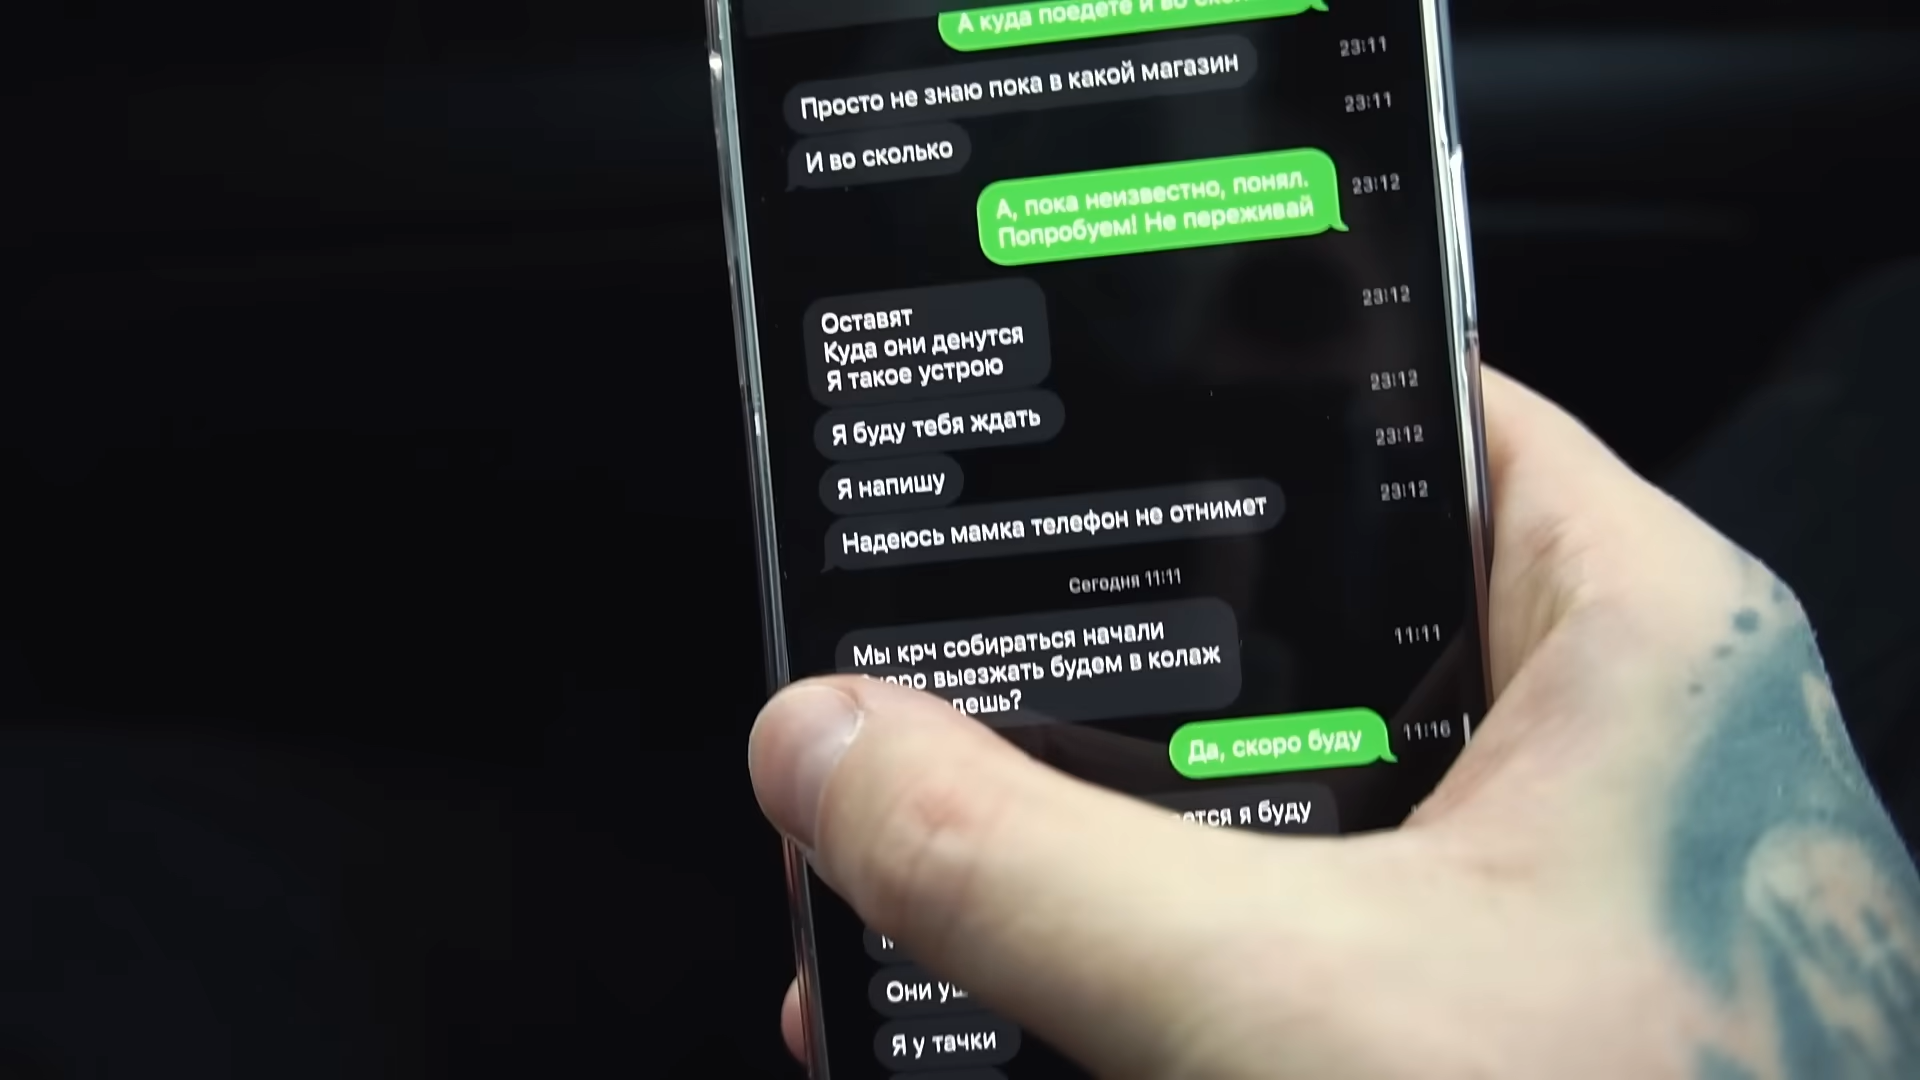 А куда поедете и во
23:11
Просто не знаю пока в какой магазин
23:11
И во сколько
А, пока неизвестно, понял.
Попробуем! Не переживай
23:12
Оставят
Куда они денутся
Я такое устрою
23:12
Я буду тебя ждать
23:12
Я напишу
23:12
Надеюсь мамка телефон не отнимет
23:12
Сегодня 11:11
Мы крч собираться начали
выезжать будем в колаж
11:11
Да, скоро буду
11:16
я буду
Они
Я у тачки